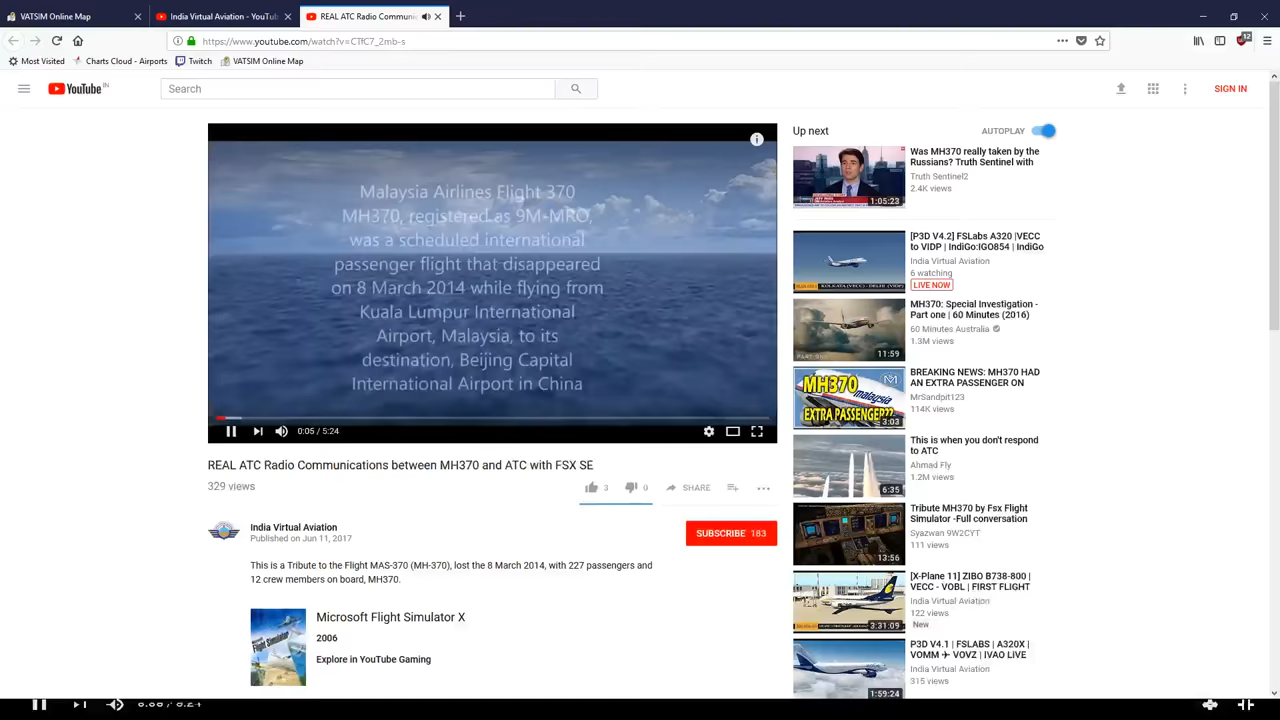 VATSIM Online Map
India Virtual Aviation - YouTub
REAL ATC Radio Communic
https://www.youtube.com/watch?v=CTfC7_2mb-s
12
Most Visited
Charts Cloud - Airports
Twitch
VATSIM Online Map
YouTube IN
Search
SIGN IN
Malaysia Airlines Flight 370
MH370, registered as 9M-MRO,
was a scheduled international
passenger flight that disappeared
on 8 March 2014 while flying from
Kuala Lumpur International
Airport, Malaysia, to its
destination, Beijing Capital
International Airport in China
0:05 / 5:24
REAL ATC Radio Communications between MH370 and ATC with FSX SE
329 views
3
0
SHARE
India Virtual Aviation
Published on Jun 11, 2017
SUBSCRIBE 183
This is a Tribute to the Flight MAS-370 (MH-370), lost the 8 March 2014, with 227 passengers and
12 crew members on board, MH370.
Flight Simulator
Microsoft Flight Simulator X
2006
Explore in YouTube Gaming
Up next
AUTOPLAY
1:05:23
Was MH370 really taken by the
Russians? Truth Sentinel with
Truth Sentinel2
2.4K views
KOLKATA (VECC) - DELHI (VIDP)
[P3D V4.2] FSLabs A320 |VECC
to VIDP | IndiGo:IGO854 | IndiGo
India Virtual Aviation
6 watching
LIVE NOW
11:59
MH370: Special Investigation -
Part one | 60 Minutes (2016)
60 Minutes Australia
1.3M views
MH370
malaysia
EXTRA PASSENGER??
3:03
BREAKING NEWS: MH370 HAD
AN EXTRA PASSENGER ON
MrSandpit123
114K views
6:35
This is when you don't respond
to ATC
Ahmad Fly
1.2M views
13:56
Tribute MH370 by Fsx Flight
Simulator -Full conversation
Syazwan 9W2CYT
111 views
3:31:09
[X-Plane 11] ZIBO B738-800 |
VECC - VOBL | FIRST FLIGHT
India Virtual Aviation
122 views
New
1:59:24
P3D V4.1 | FSLABS | A320X |
VOMM ✈ VOVZ | IVAO LiVE
India Virtual Aviation
315 views